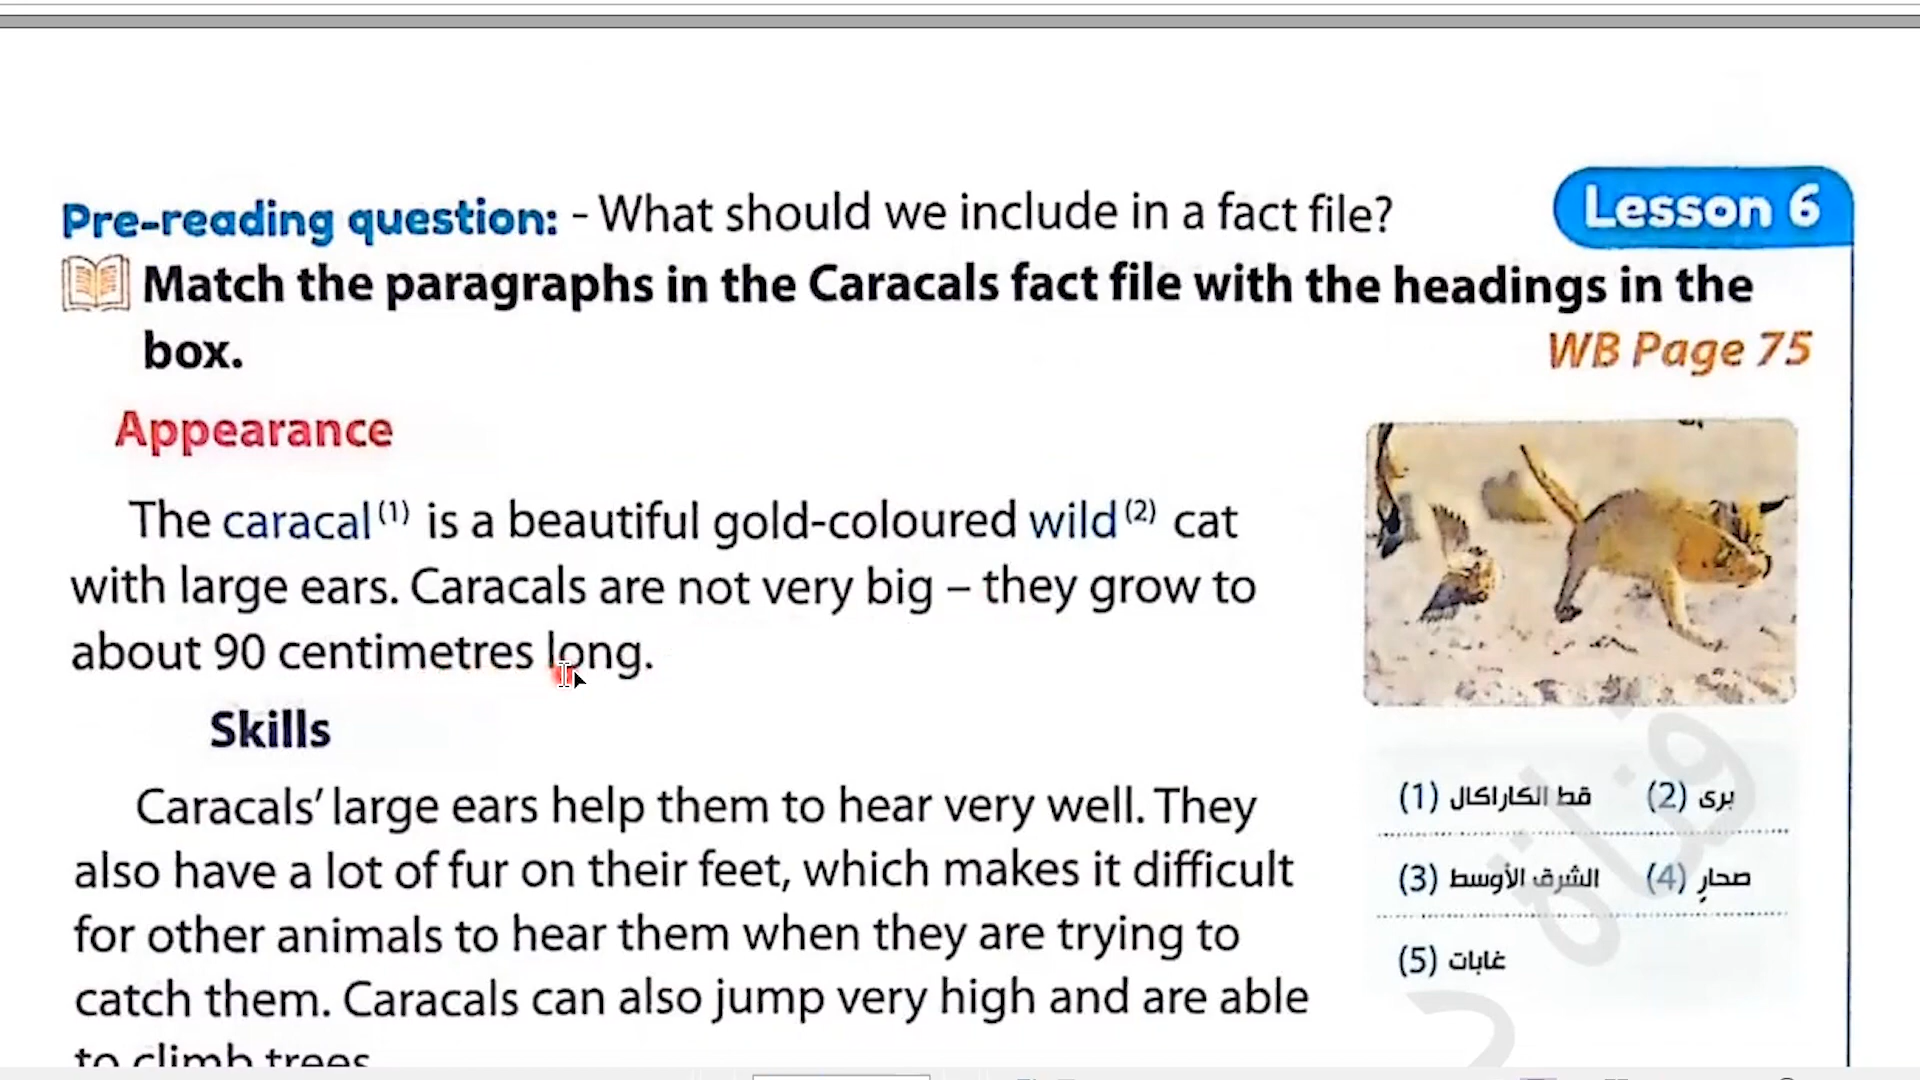 Lesson 6
Pre-reading question: - What should we include in a fact file?
Match the paragraphs in the Caracals fact file with the headings in the
box.
WB Page 75
Appearance
The caracal(1) is a beautiful gold-coloured wild(2) cat
with large ears. Caracals are not very big – they grow to
about 90 centimetres long.
Skills
Caracals' large ears help them to hear very well. They
also have a lot of fur on their feet, which makes it difficult
for other animals to hear them when they are trying to
catch them. Caracals can also jump very high and are able
to climb trees.
(1) قط الكاراكال (2) برى
(3) الشرق الأوسط (4) صحارٍ
(5) غابات
قناة